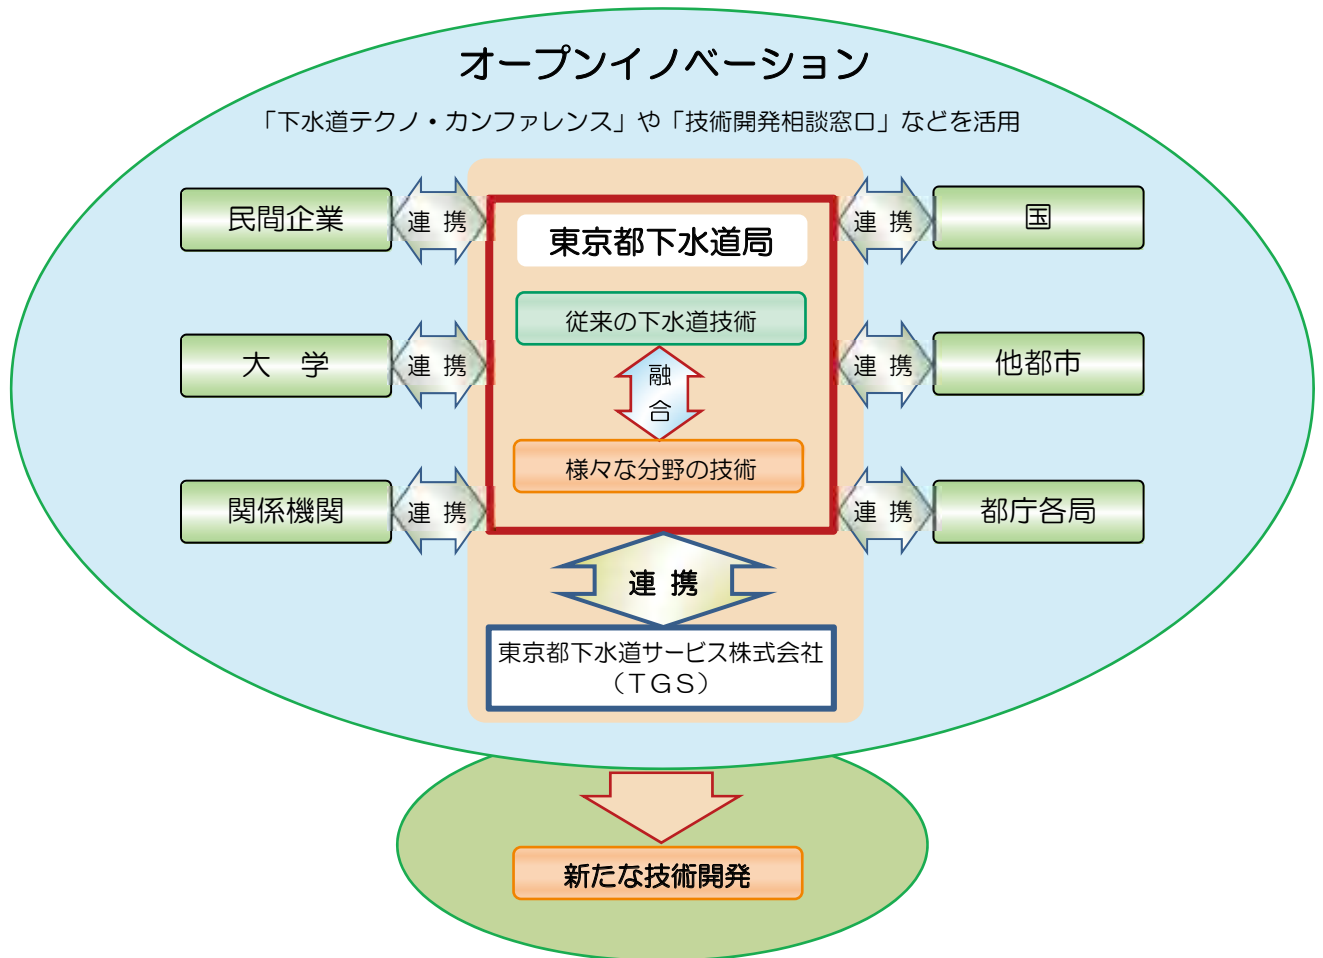 オープンイノベーション
「下水道テクノ・カンファレンス」や「技術開発相談窓口」などを活用
民間企業
連 携
東京都下水道局
連 携
国
従来の下水道技術
大　学
連 携
融
合
連 携
他都市
様々な分野の技術
関係機関
連 携
連 携
都庁各局
連 携
東京都下水道サービス株式会社
（ＴＧＳ）
新たな技術開発